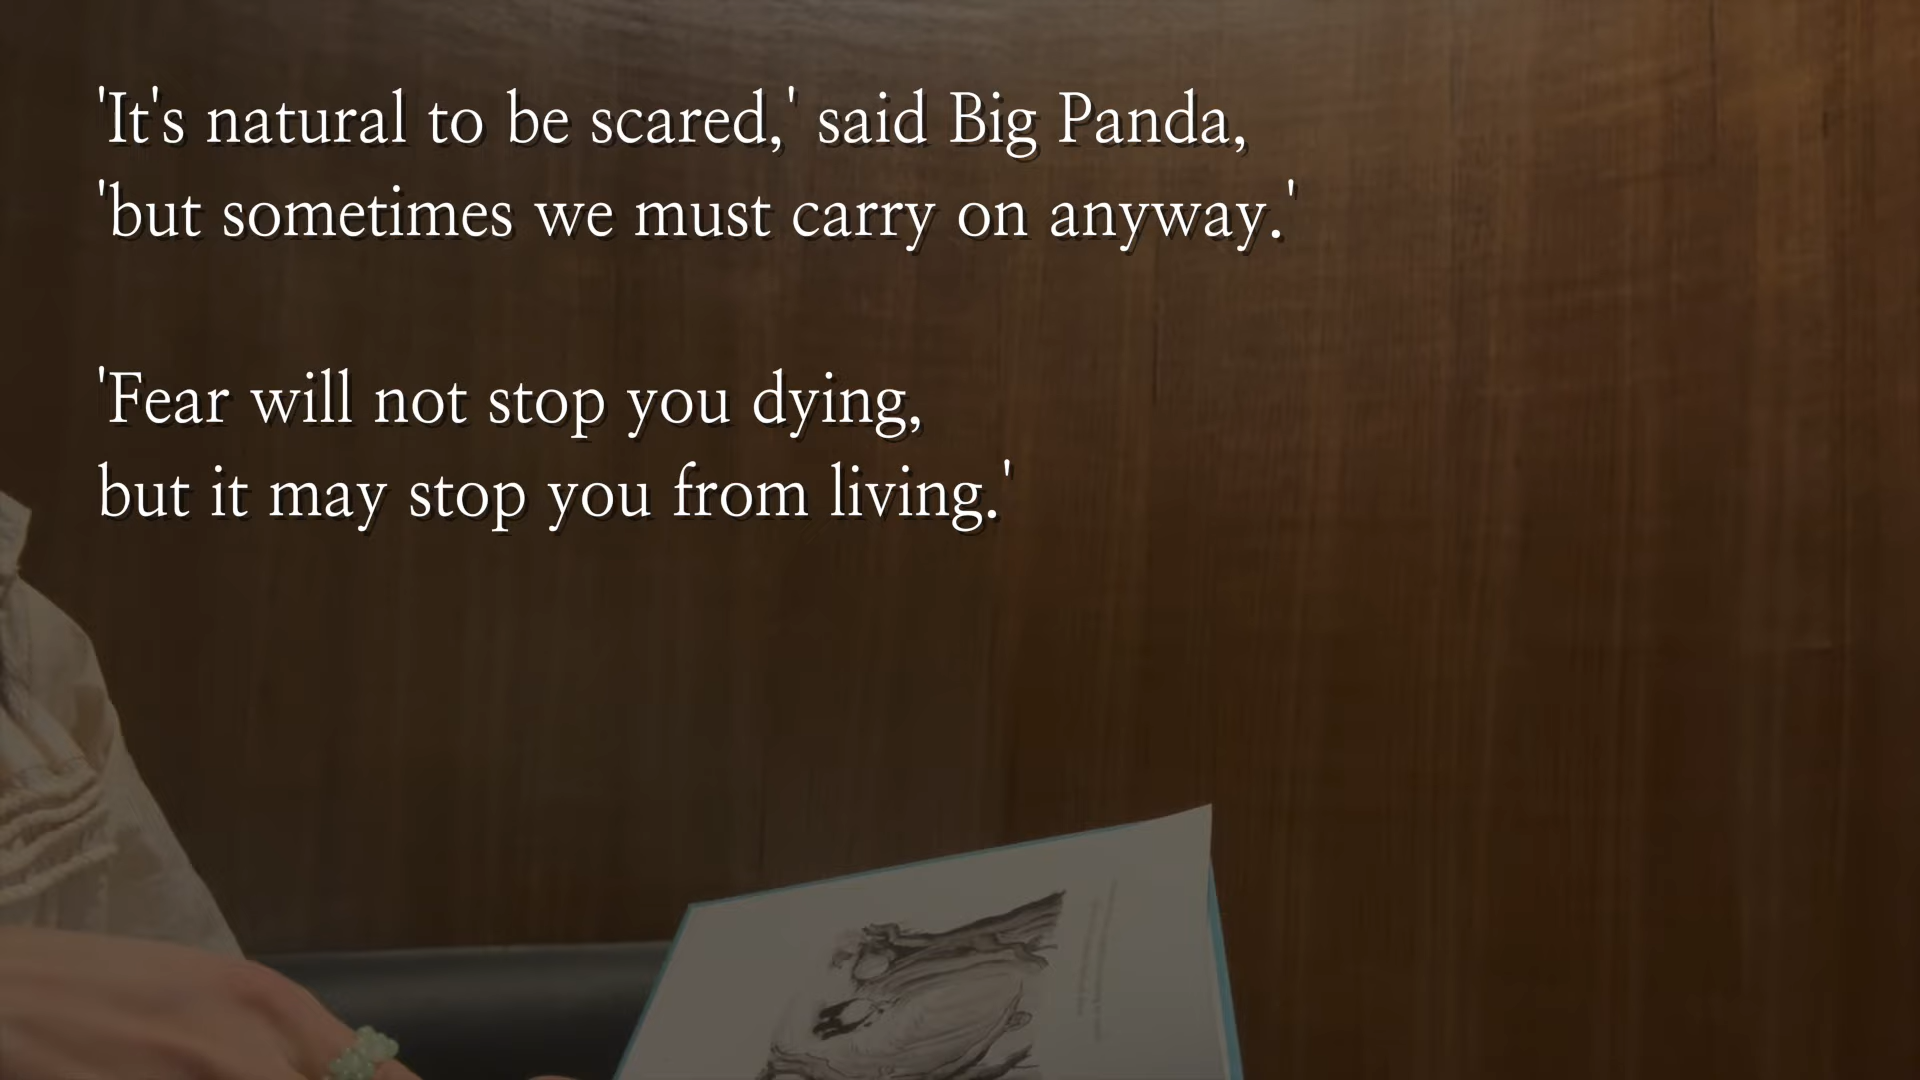 'It's natural to be scared,' said Big Panda,
'but sometimes we must carry on anyway.'
'Fear will not stop you dying,
but it may stop you from living.'